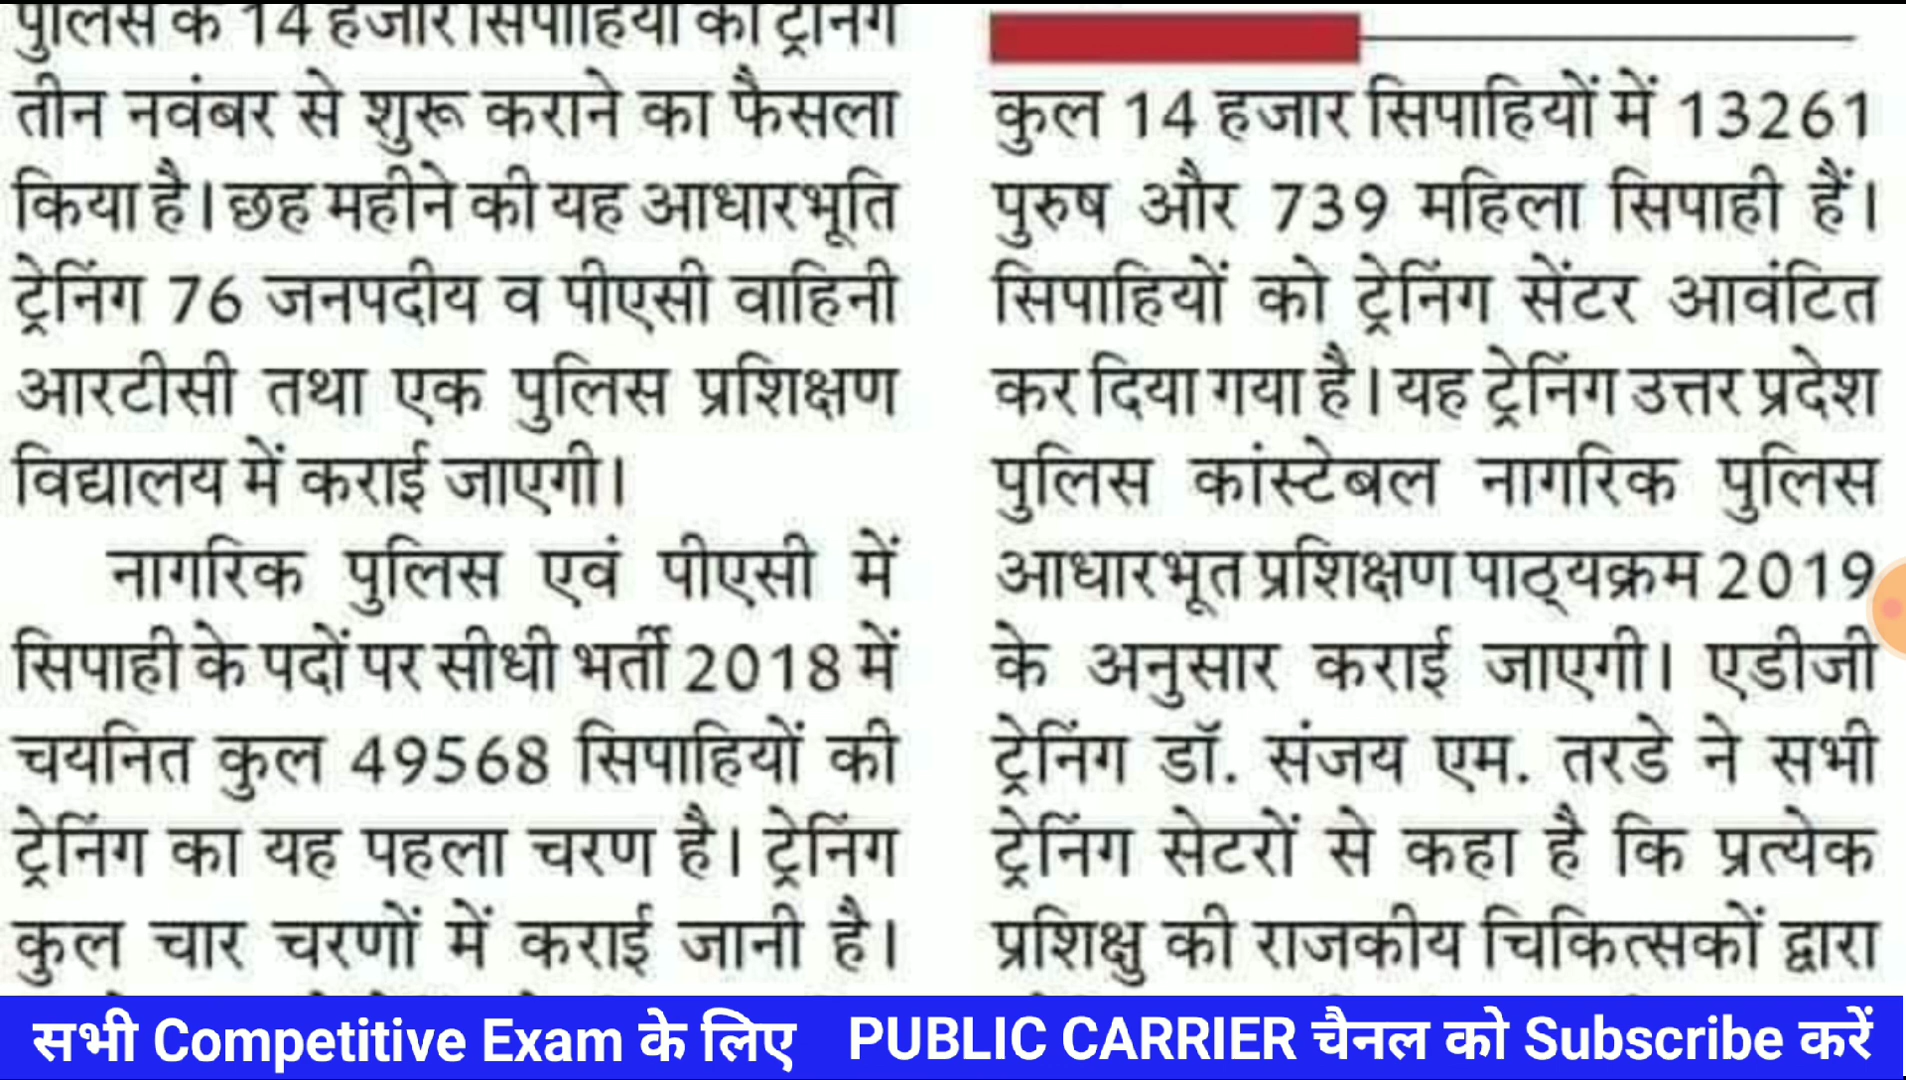 पुलिस के 14 हजार सिपाहियों की ट्रेनिंग
तीन नवंबर से शुरू कराने का फैसला
किया है। छह महीने की यह आधारभूति
ट्रेनिंग 76 जनपदीय व पीएसी वाहिनी
आरटीसी तथा एक पुलिस प्रशिक्षण
विद्यालय में कराई जाएगी।
नागरिक पुलिस एवं पीएसी में
सिपाही के पदों पर सीधी भर्ती 2018 में
चयनित कुल 49568 सिपाहियों की
ट्रेनिंग का यह पहला चरण है। ट्रेनिंग
कुल चार चरणों में कराई जानी है।
कुल 14 हजार सिपाहियों में 13261
पुरुष और 739 महिला सिपाही हैं।
सिपाहियों को ट्रेनिंग सेंटर आवंटित
कर दिया गया है। यह ट्रेनिंग उत्तर प्रदेश
पुलिस कांस्टेबल नागरिक पुलिस
आधारभूत प्रशिक्षण पाठ्यक्रम 2019
के अनुसार कराई जाएगी। एडीजी
ट्रेनिंग डॉ. संजय एम. तरडे ने सभी
ट्रेनिंग सेटरों से कहा है कि प्रत्येक
प्रशिक्षु की राजकीय चिकित्सकों द्वारा
सभी Competitive Exam के लिए PUBLIC CARRIER चैनल को Subscribe करें